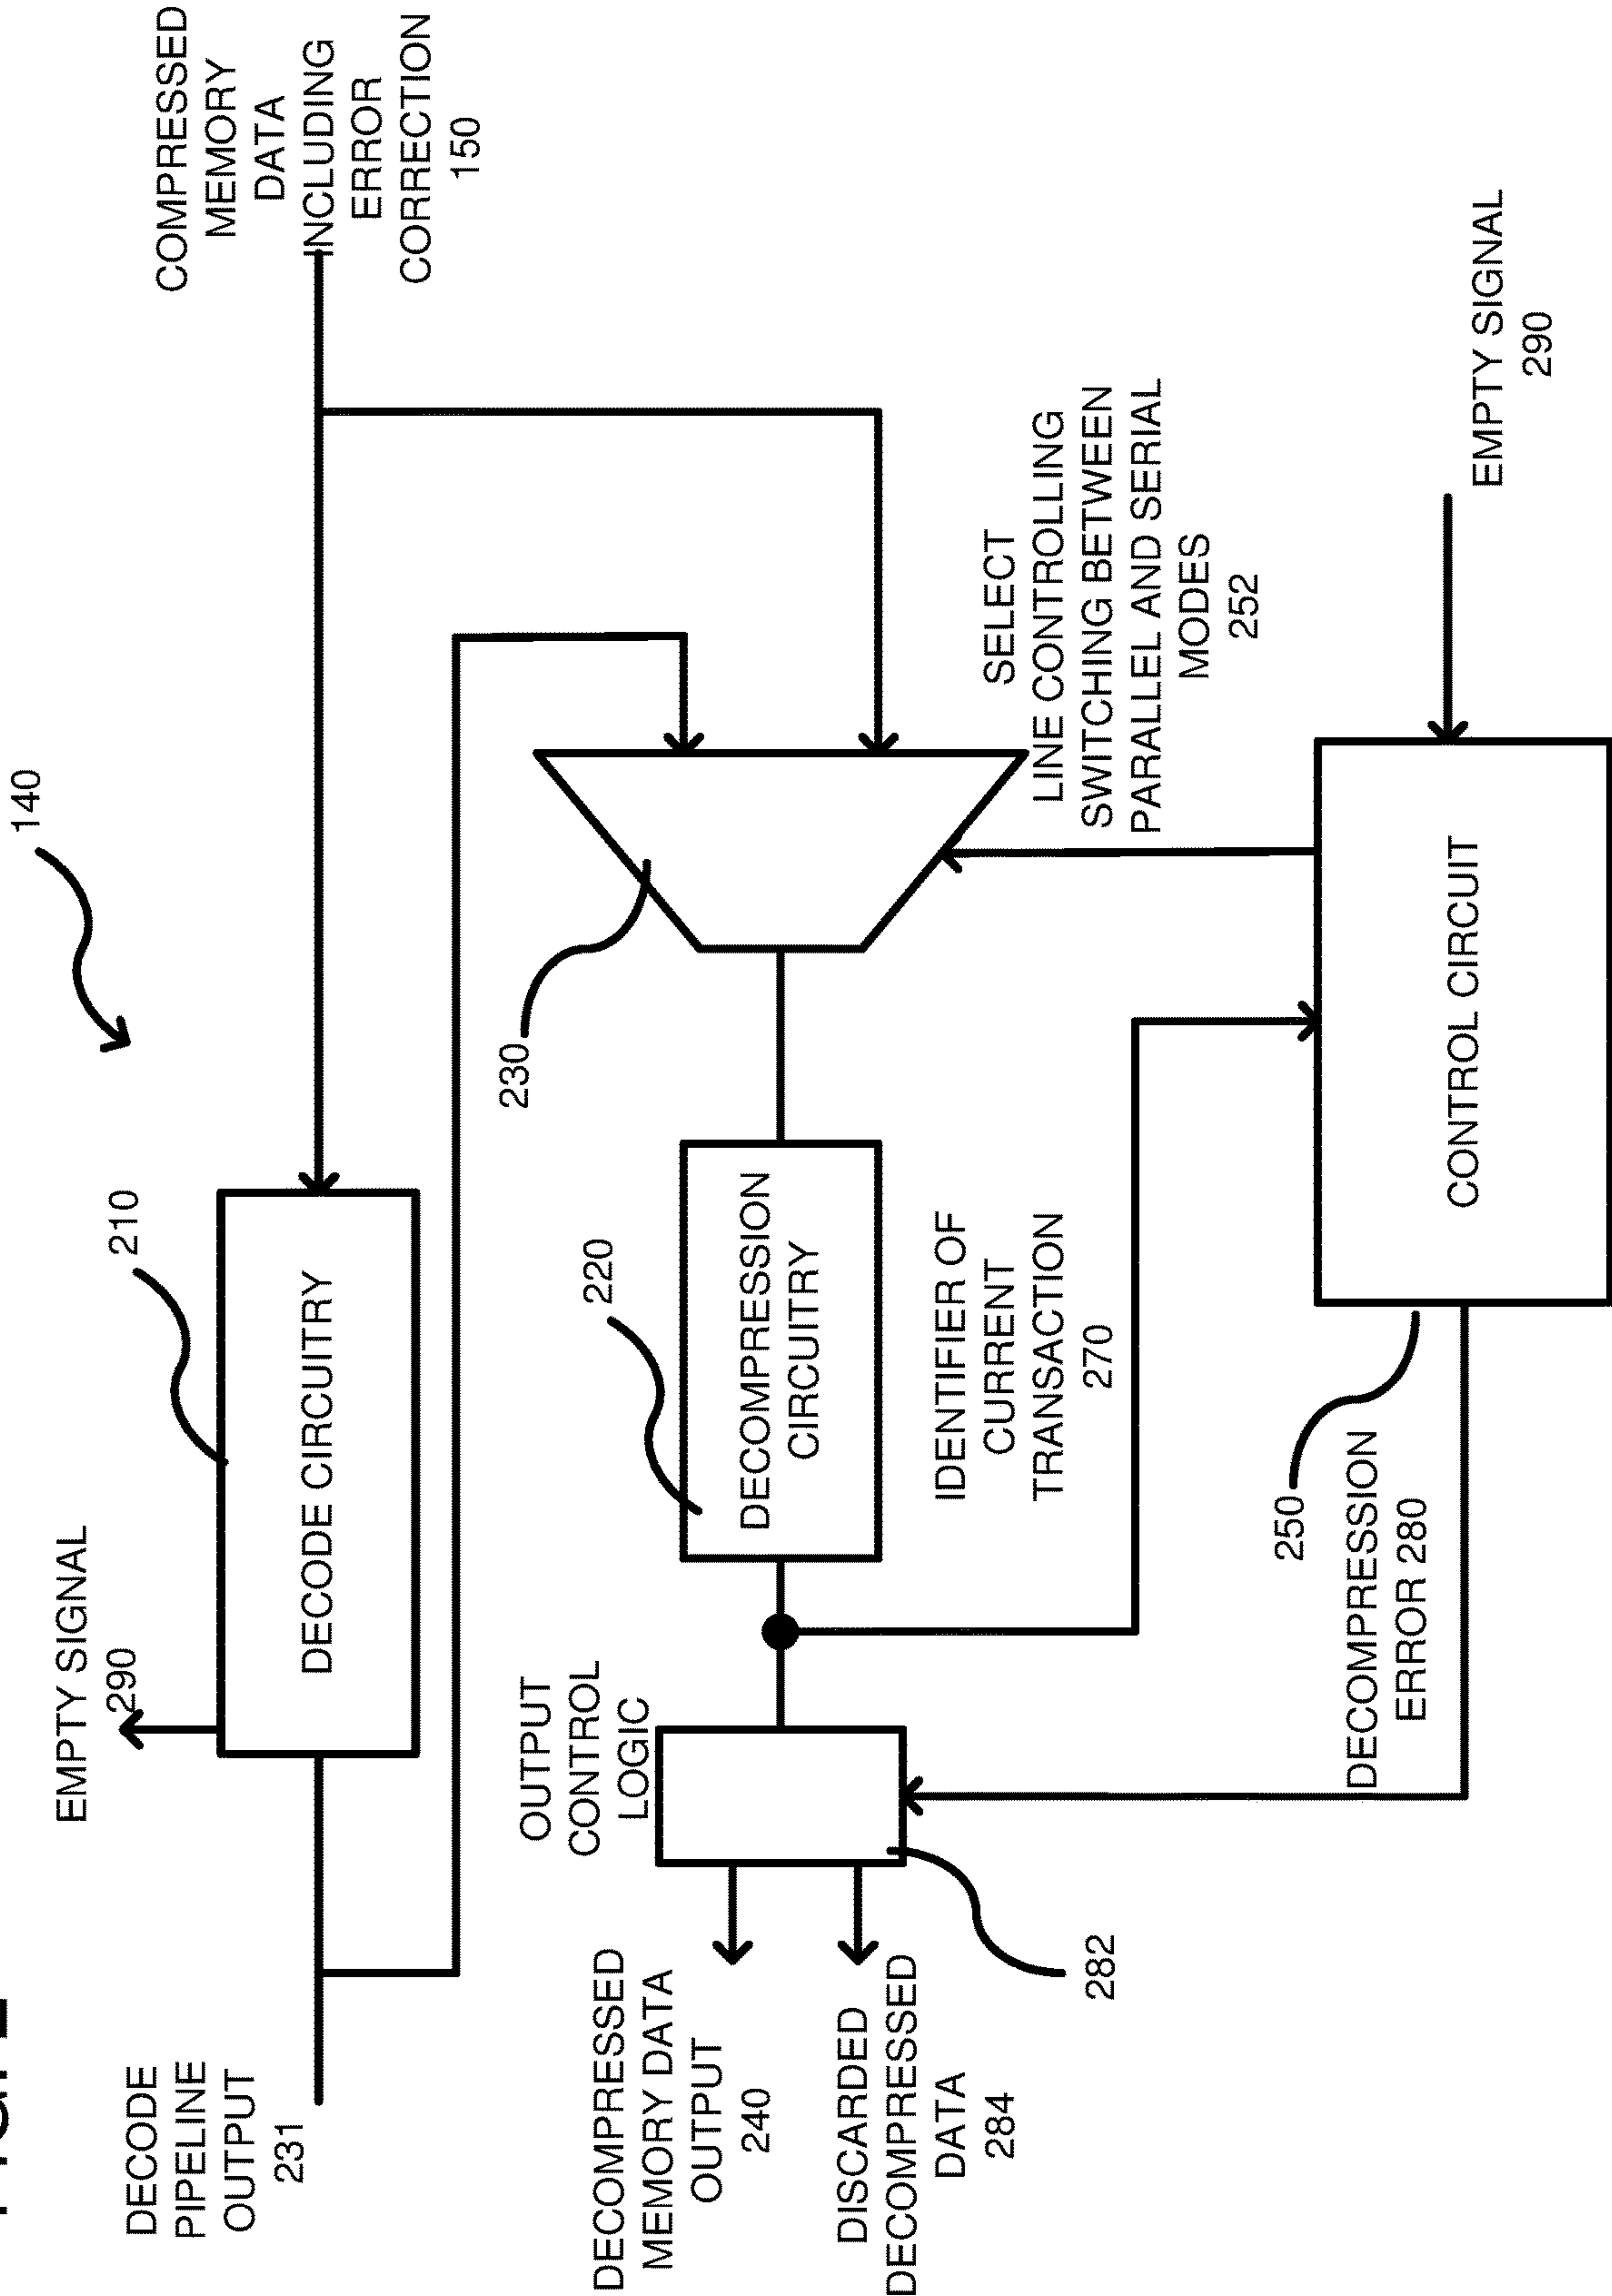 140
COMPRESSED
MEMORY
DATA
INCLUDING
ERROR
CORRECTION
150
EMPTY SIGNAL
290
210
DECODE CIRCUITRY
DECODE
PIPELINE
OUTPUT
231
230
220
DECOMPRESSION
CIRCUITRY
OUTPUT
CONTROL
LOGIC
DECOMPRESSED
MEMORY DATA
OUTPUT
240
DISCARDED
DECOMPRESSED
DATA
284
282
IDENTIFIER OF
CURRENT
TRANSACTION
270
SELECT
LINE CONTROLLING
SWITCHING BETWEEN
PARALLEL AND SERIAL
MODES
252
250
DECOMPRESSION
ERROR 280
CONTROL CIRCUIT
EMPTY SIGNAL
290